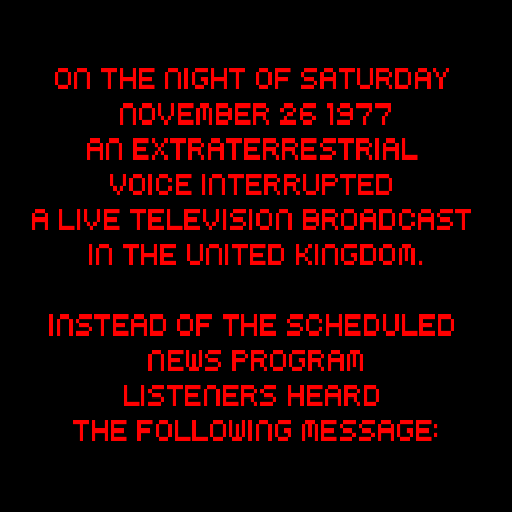 ON THE NIGHT OF SATURDAY
NOVEMBER 26 1977
AN EXTRATERRESTRIAL
VOICE INTERRUPTED
A LIVE TELEVISION BROADCAST
IN THE UNITED KINGDOM.
INSTEAD OF THE SCHEDULED
NEWS PROGRAM
LISTENERS HEARD
THE FOLLOWING MESSAGE: